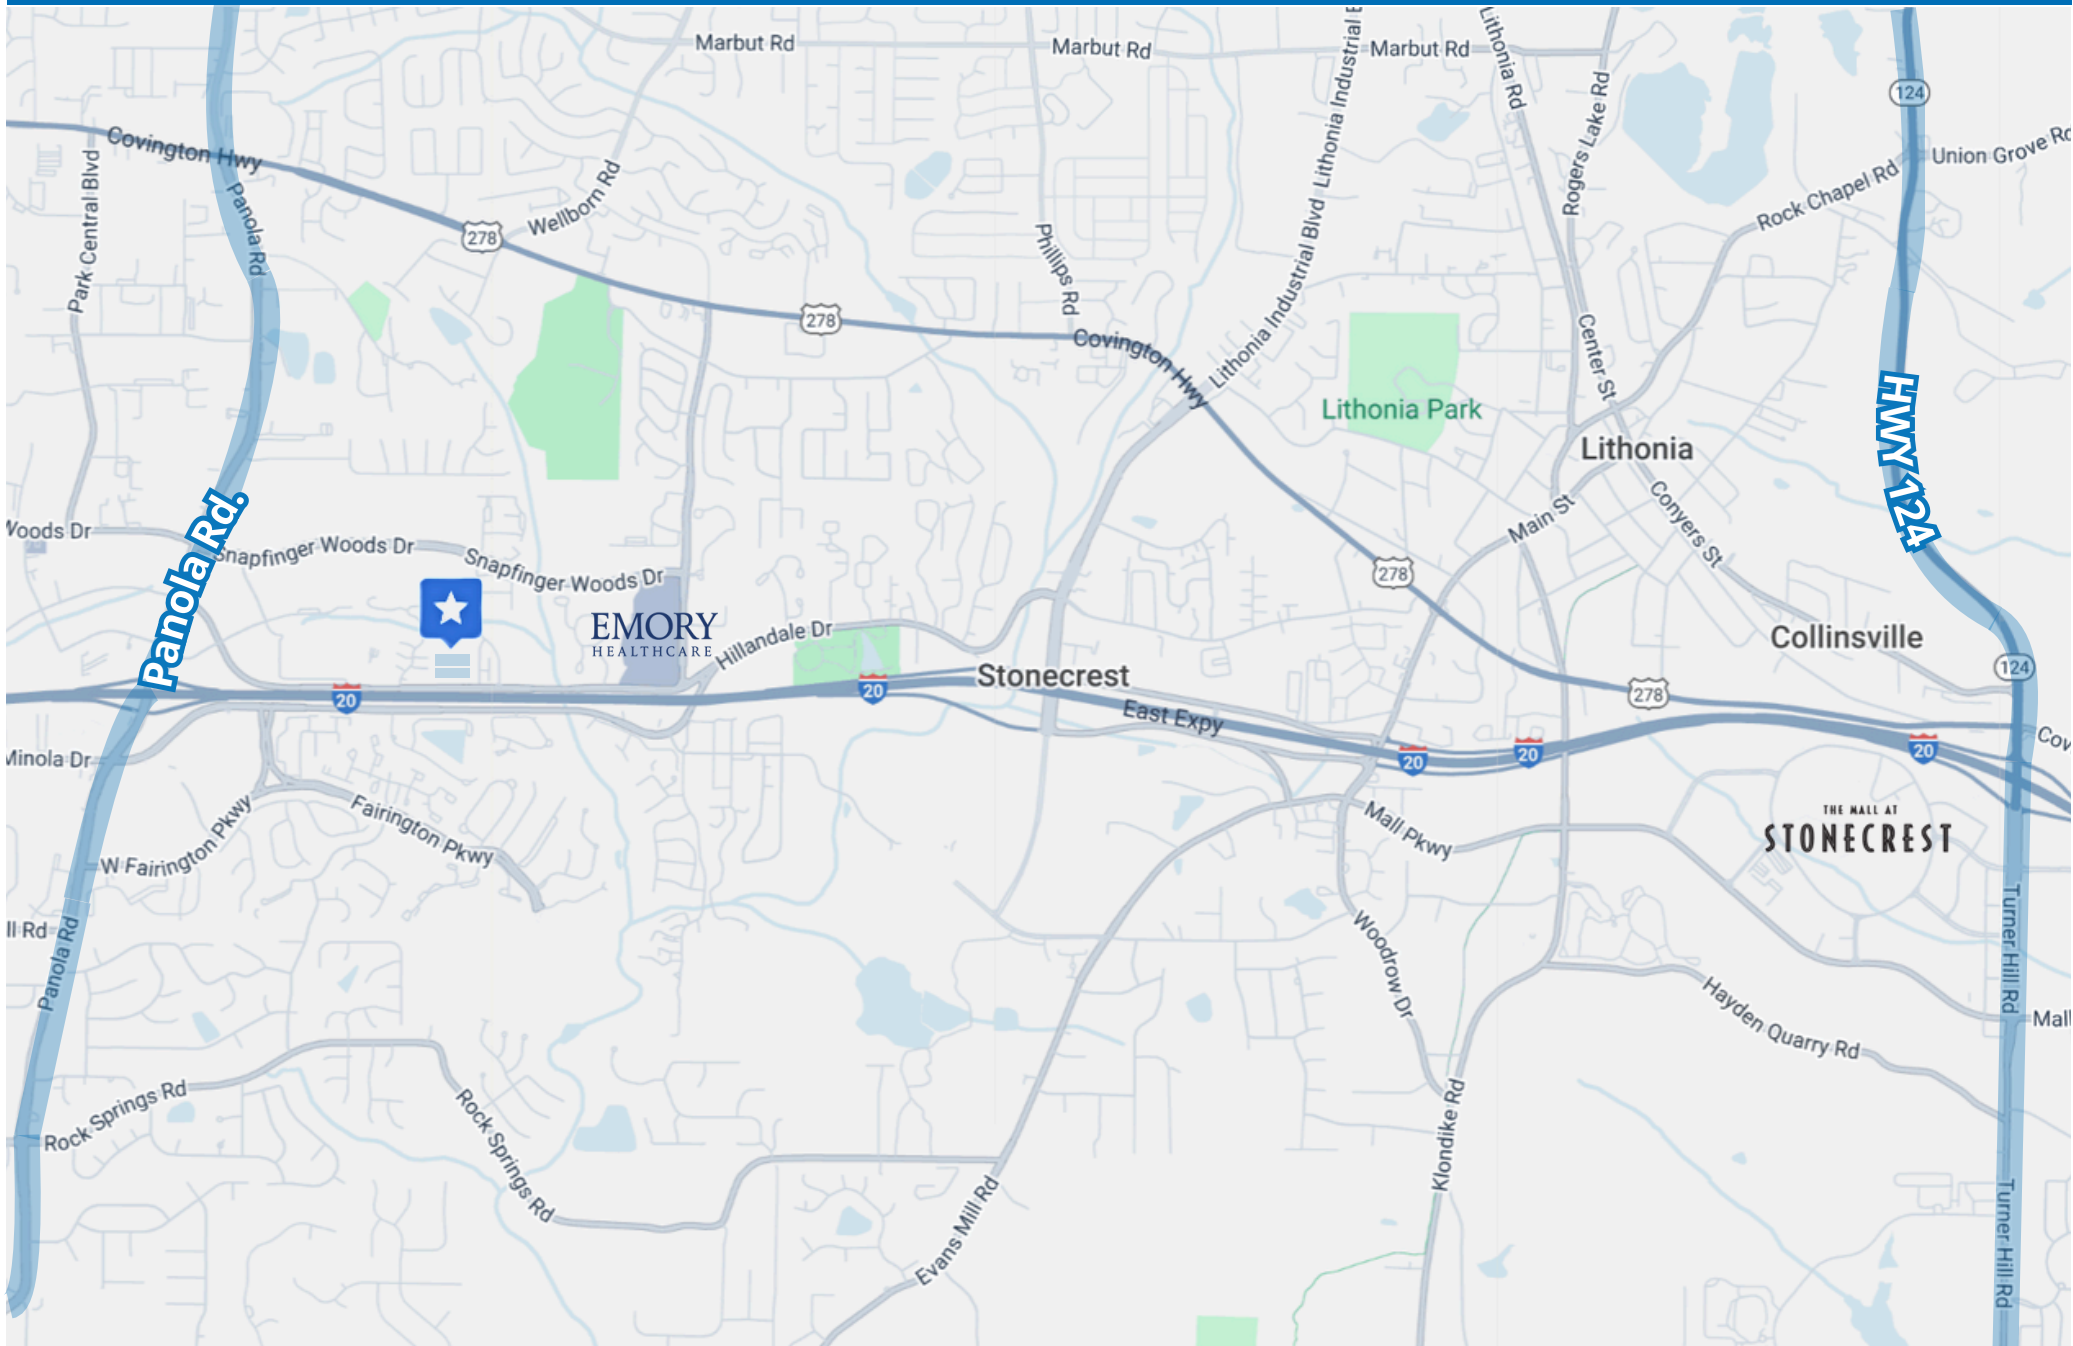 Marbut Rd
Marbut Rd
Marbut Rd
Lithonia Industrial Blvd
Lithonia Industrial
Lithonia Rd
Rogers Lake Rd
124
Union Grove Rd
Rock Chapel Rd
Covington Hwy
Park Central Blvd
Panola Rd
Wellborn Rd
278
Phillips Rd
278
Covington Hwy
Center St
Lithonia Park
Lithonia
HWY 124
Panola Rd.
Woods Dr
Snapfinger Woods Dr
Snapfinger Woods Dr
Main St
Conyers St
278
EMORY
HEALTHCARE
Hillandale Dr
Collinsville
124
Stonecrest
20
20
278
East Expy
20
20
20
Cov
Minola Dr
THE MALL AT
STONECREST
Mall Pkwy
W Fairington Pkwy
Fairington Pkwy
ll Rd
Panola Rd
Woodrow Dr
Turner Hill Rd
Hayden Quarry Rd
Mall
Rock Springs Rd
Rock Springs Rd
Klondike Rd
Evans Mill Rd
Turner Hill Rd